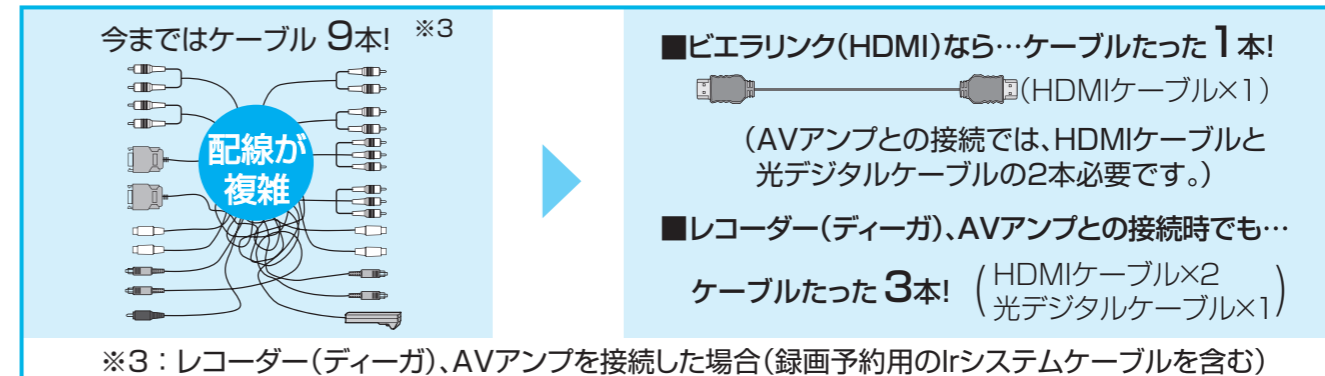 今まではケーブル 9本! ※3
配線が
複雑
■ビエラリンク(HDMI)なら…ケーブルたった1本!
(HDMIケーブル×1)
(AVアンプとの接続では、HDMIケーブルと
光デジタルケーブルの2本必要です。)
■レコーダー(ディーガ)、AVアンプとの接続時でも…
ケーブルたった3本!
(HDMIケーブル×2
光デジタルケーブル×1)
※3：レコーダー(ディーガ)、AVアンプを接続した場合(録画予約用のIrシステムケーブルを含む)